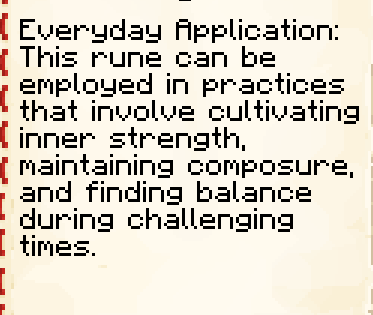 Everyday Application:
This rune can be
employed in practices
that involve cultivating
inner strength,
maintaining composure,
and finding balance
during challenging
times.